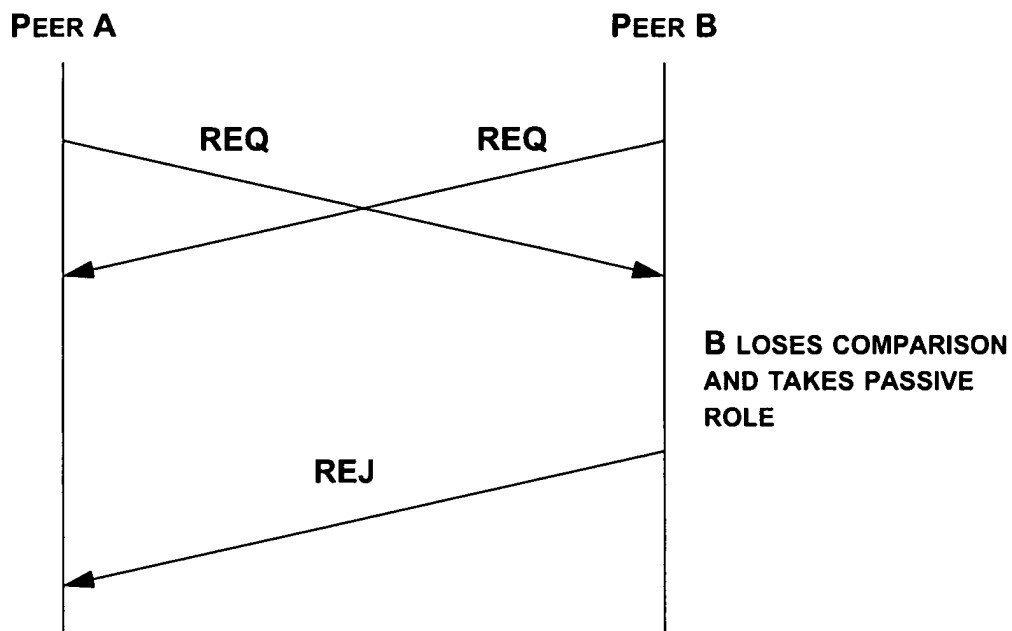 PEER A
PEER B
REQ
REQ
B LOSES COMPARISON
AND TAKES PASSIVE
ROLE
REJ